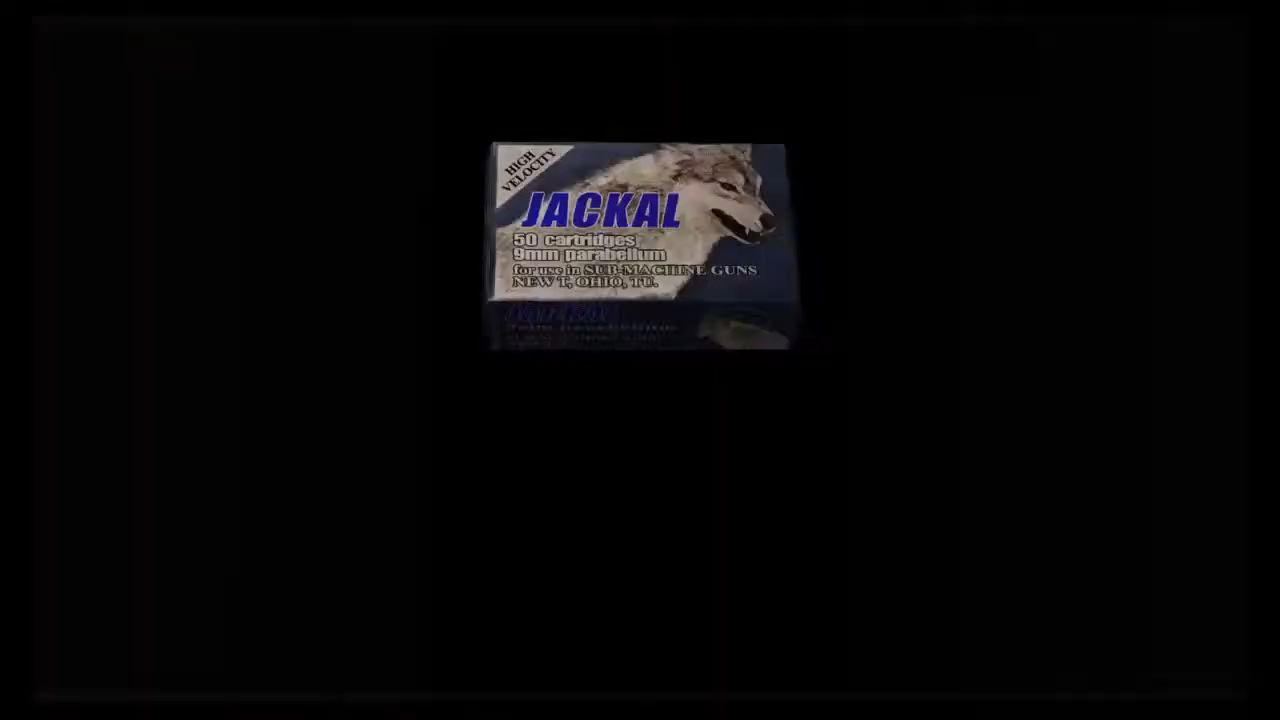 HIGH
VELOCITY
JACKAL
50 cartridges
9mm parabellum
for use in SUB-MACHINE GUNS
NEW T, OHIO, TU.